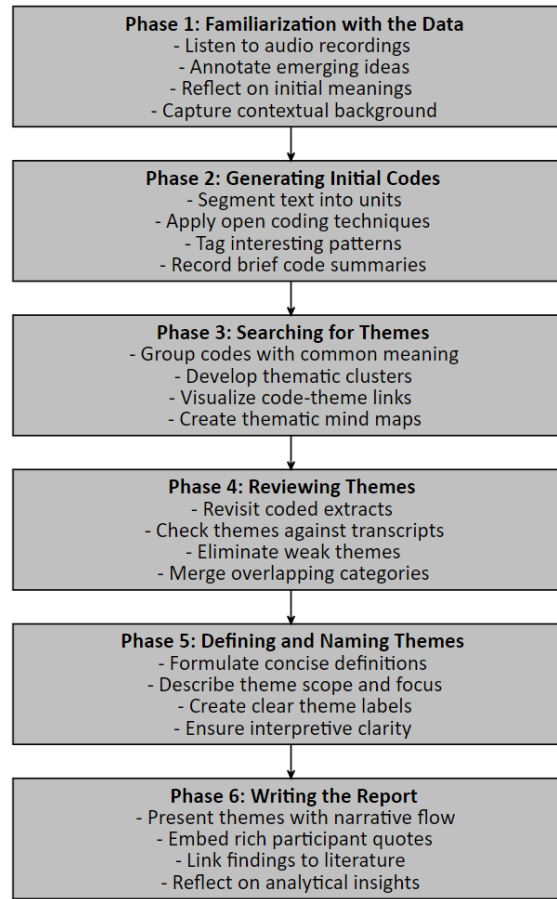 Phase 1: Familiarization with the Data
- Listen to audio recordings
- Annotate emerging ideas
- Reflect on initial meanings
- Capture contextual background
Phase 2: Generating Initial Codes
- Segment text into units
- Apply open coding techniques
- Tag interesting patterns
- Record brief code summaries
Phase 3: Searching for Themes
- Group codes with common meaning
- Develop thematic clusters
- Visualize code-theme links
- Create thematic mind maps
Phase 4: Reviewing Themes
- Revisit coded extracts
- Check themes against transcripts
- Eliminate weak themes
- Merge overlapping categories
Phase 5: Defining and Naming Themes
- Formulate concise definitions
- Describe theme scope and focus
- Create clear theme labels
- Ensure interpretive clarity
Phase 6: Writing the Report
- Present themes with narrative flow
- Embed rich participant quotes
- Link findings to literature
- Reflect on analytical insights